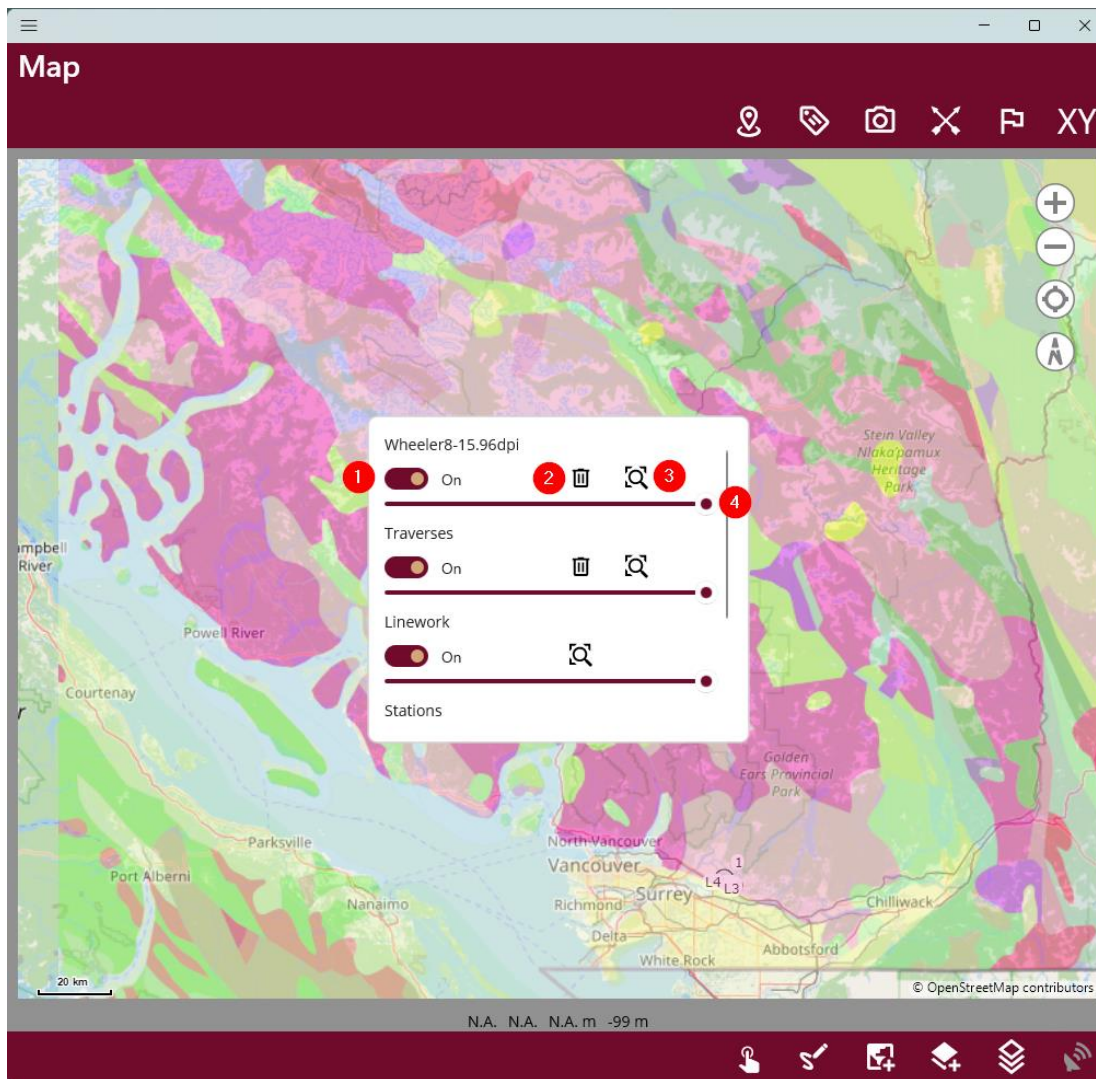 Map
XY
Stein Valley
Nlaka'pamux
Heritage
Park
Wheeler8-15.96dpi
1
On
2
3
4
Traverses
On
Linework
On
Stations
mpbell
River
Powell River
Courtenay
r
Golden
Ears Provincial
Park
Parksville
North Vancouver
Vancouver
1
L4
L3
Port Alberni
Surrey
Nanaimo
Richmond
Chilliwack
Delta
Abbotsford
White Rock
20 km
© OpenStreetMap contributors
N.A. N.A. N.A. m -99 m